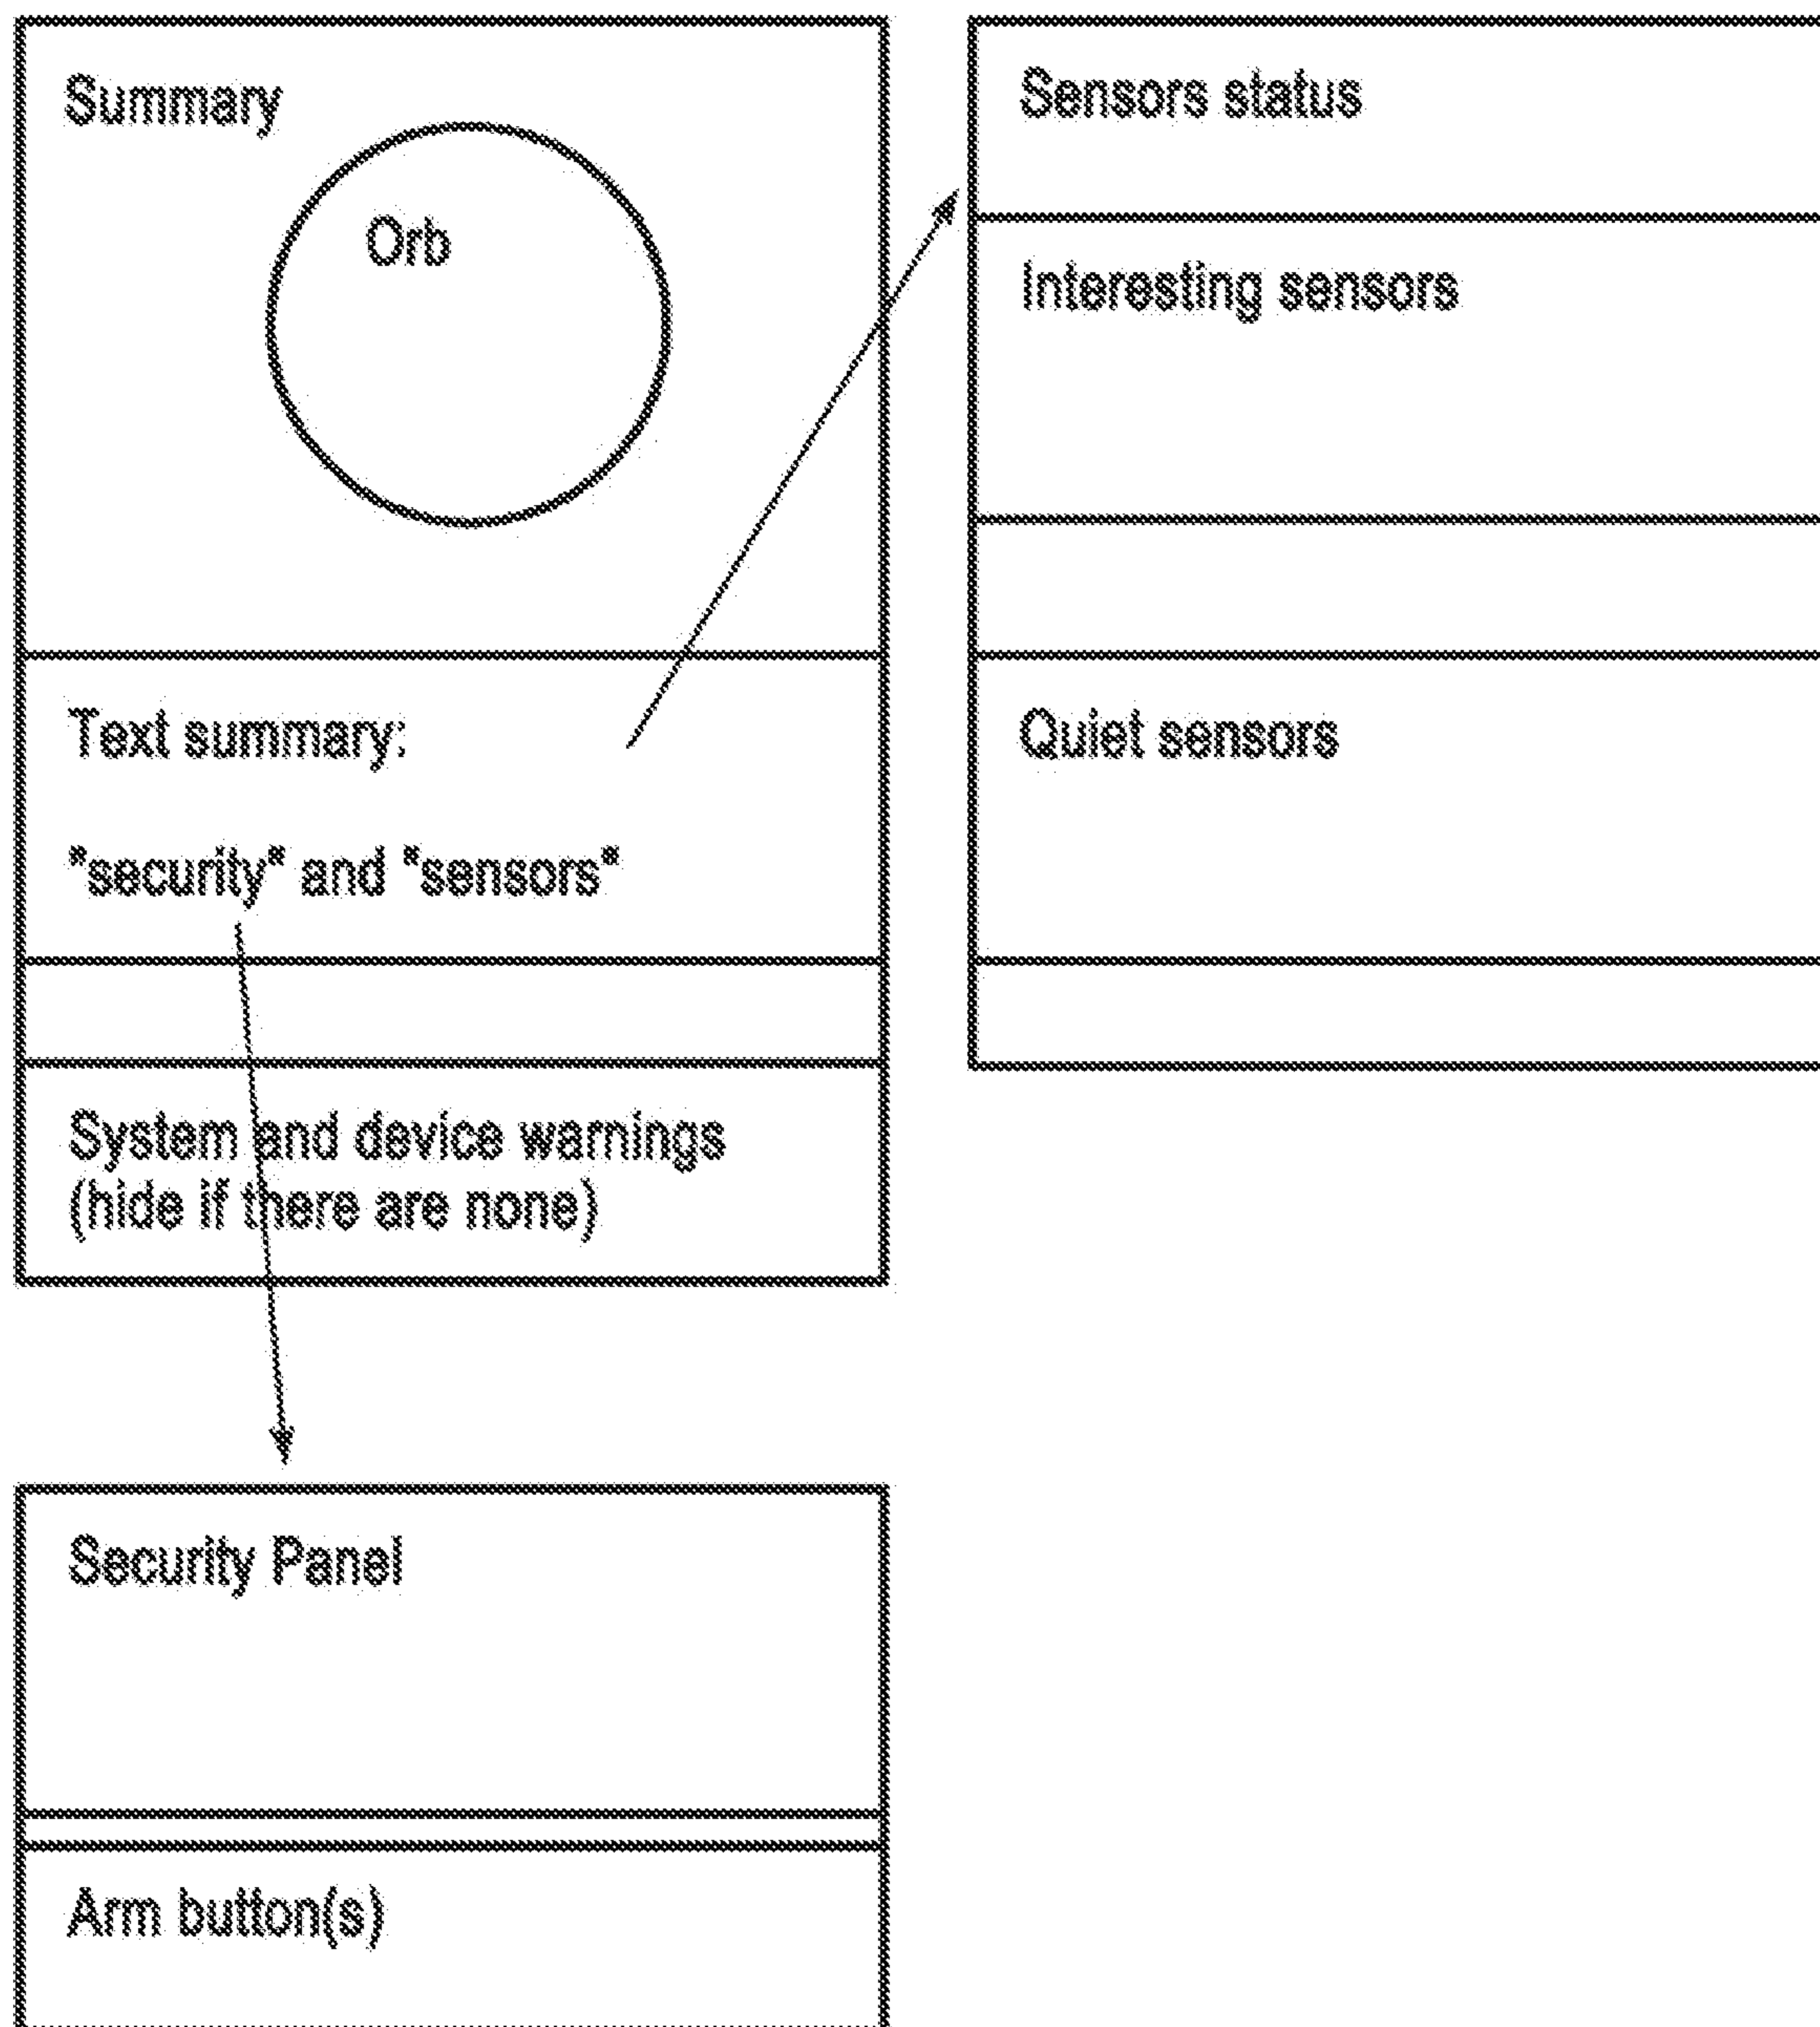 Summary
Orb
Text summary:
"security" and "sensors"
System and device warnings
(hide if there are none)
Sensors status
Interesting sensors
Quiet sensors
Security Panel
Arm button(s)